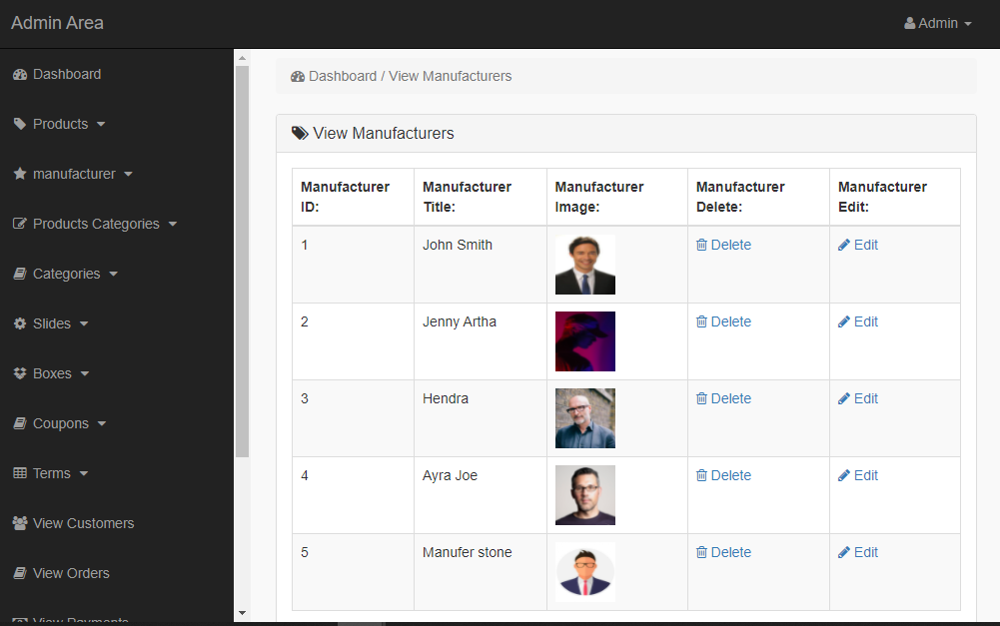 Admin Area
Admin
Dashboard
Products
manufacturer
Products Categories
Categories
Slides
Boxes
Coupons
Terms
View Customers
View Orders
View Payments
Dashboard / View Manufacturers
View Manufacturers
Manufacturer ID: Manufacturer Title: Manufacturer Image: Manufacturer Delete: Manufacturer Edit:
1 John Smith Delete Edit
2 Jenny Artha Delete Edit
3 Hendra Delete Edit
4 Ayra Joe Delete Edit
5 Manufer stone Delete Edit